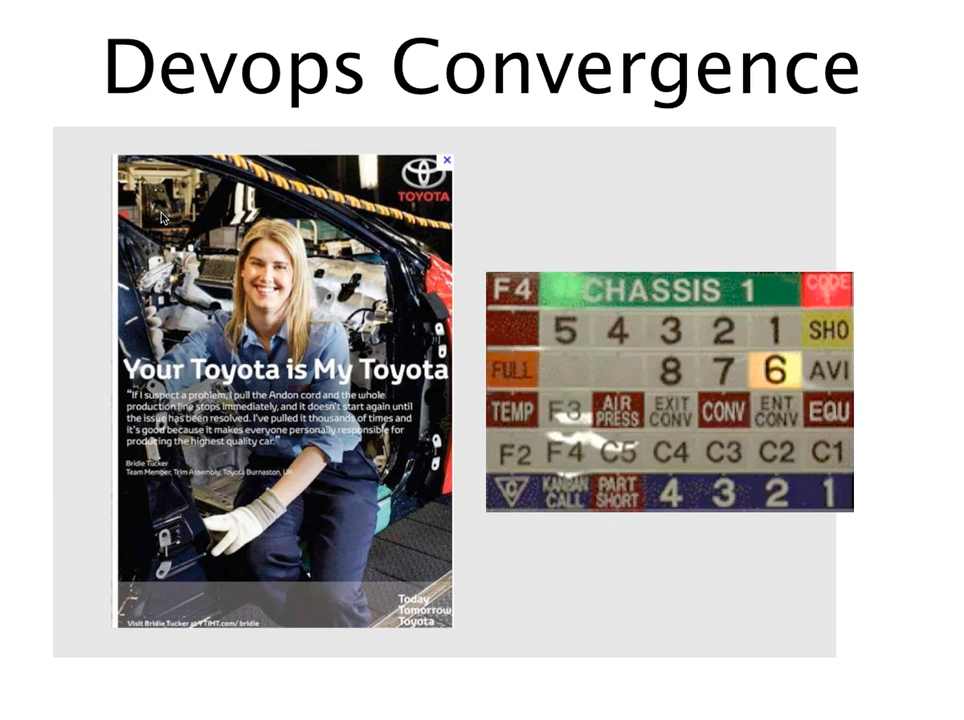 Devops Convergence
TOYOTA
Your Toyota is My Toyota
"If I suspect a problem, I pull the Andon cord and the whole
production line stops immediately, and it doesn't start again until
the issue has been resolved. I've pulled it thousands of times and
it's good because it makes everyone personally responsible for
producing the highest quality car."
Bridie Tucker
Team Member, Trim Assembly, Toyota Burnaston, UK
Today
Tomorrow
Toyota
Visit Bridie Tucker at YTIMT.com/ bridie
F4 CHASSIS 1 CODE 1
5 4 3 2 1 SHO
FULL 8 7 6 AVI
TEMP F3 AIR PRESS EXIT CONV CONV ENT CONV EQU
F2 F4 C5 C4 C3 C2 C1
C KANBAN CALL PART SHORT 4 3 2 1